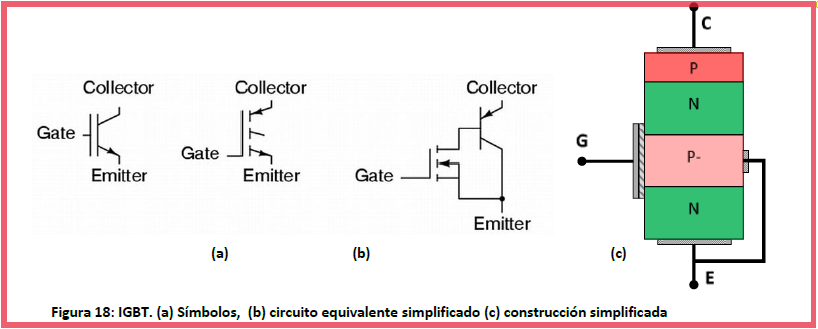 Collector
Gate
Emitter
Collector
Gate
Emitter
(a)
Collector
Gate
Emitter
(b)
C
P
N
G
P-
N
E
(c)
Figura 18: IGBT. (a) Símbolos, (b) circuito equivalente simplificado (c) construcción simplificada